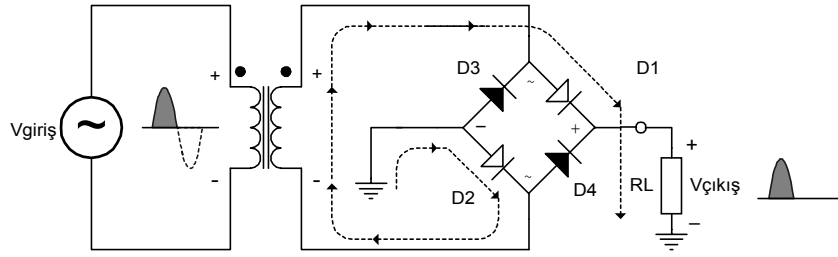 Vgiriş
~
+
-
+
-
D3
D1
D2
D4
~
~
−
+
RL
+
Vçıkış
−